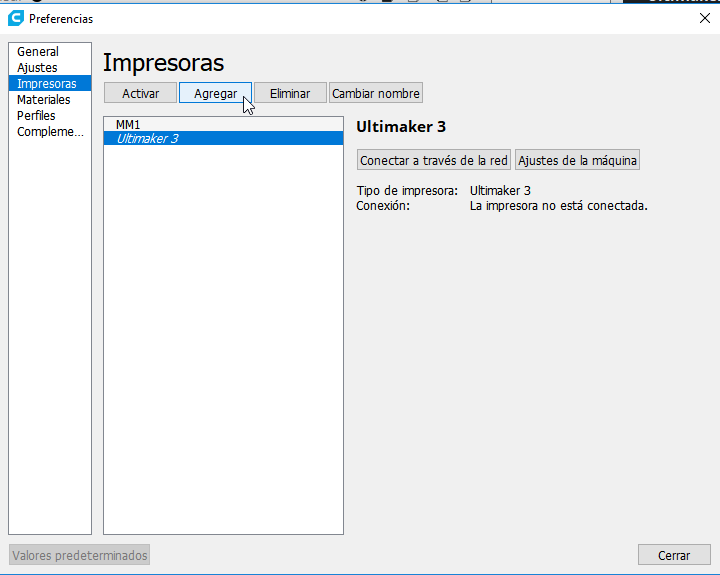 Preferencias
General
Ajustes
Impresoras
Materiales
Perfiles
Compleme...
Impresoras
Activar Agregar Eliminar Cambiar nombre
MM1
Ultimaker 3
Ultimaker 3
Conectar a través de la red Ajustes de la máquina
Tipo de impresora: Ultimaker 3
Conexión: La impresora no está conectada.
Valores predeterminados
Cerrar